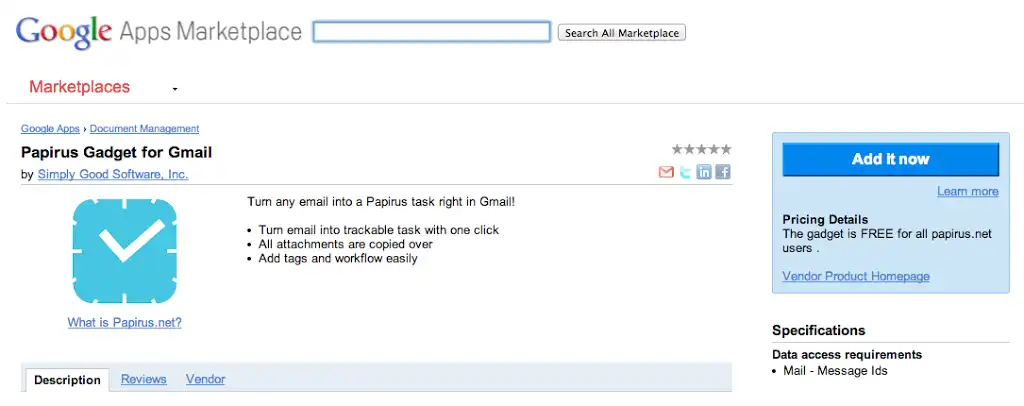 Google Apps Marketplace
Search All Marketplace
Marketplaces
Google Apps › Document Management
Papirus Gadget for Gmail
by Simply Good Software, Inc.
Turn any email into a Papirus task right in Gmail!
• Turn email into trackable task with one click
• All attachments are copied over
• Add tags and workflow easily
What is Papirus.net?
Description
Reviews
Vendor
Add it now
Learn more
Pricing Details
The gadget is FREE for all papirus.net
users .
Vendor Product Homepage
Specifications
Data access requirements
• Mail - Message Ids